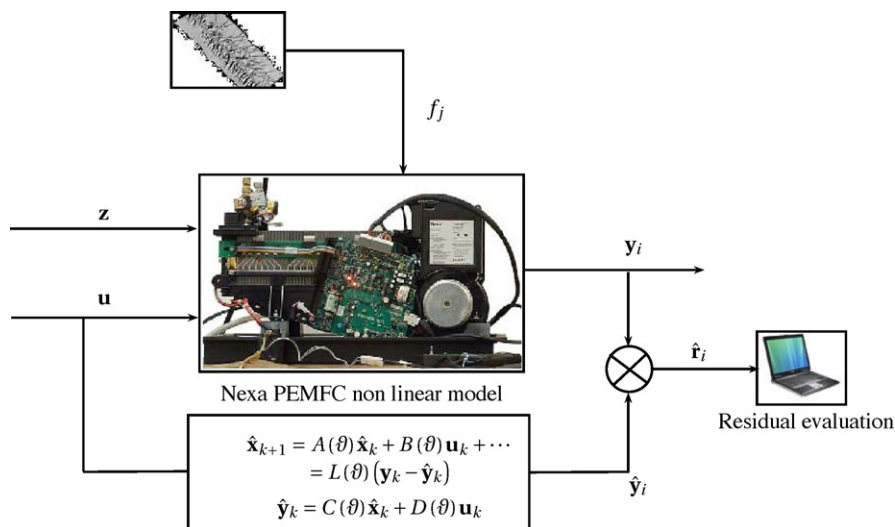 f_j
z
u
y_i
r̂_i
Nexa PEMFC non linear model
Residual evaluation
x̂_{k+1} = A(ϑ)x̂_k + B(ϑ)u_k + ⋯
= L(ϑ)(y_k − ŷ_k)
ŷ_k = C(ϑ)x̂_k + D(ϑ)u_k
ŷ_i